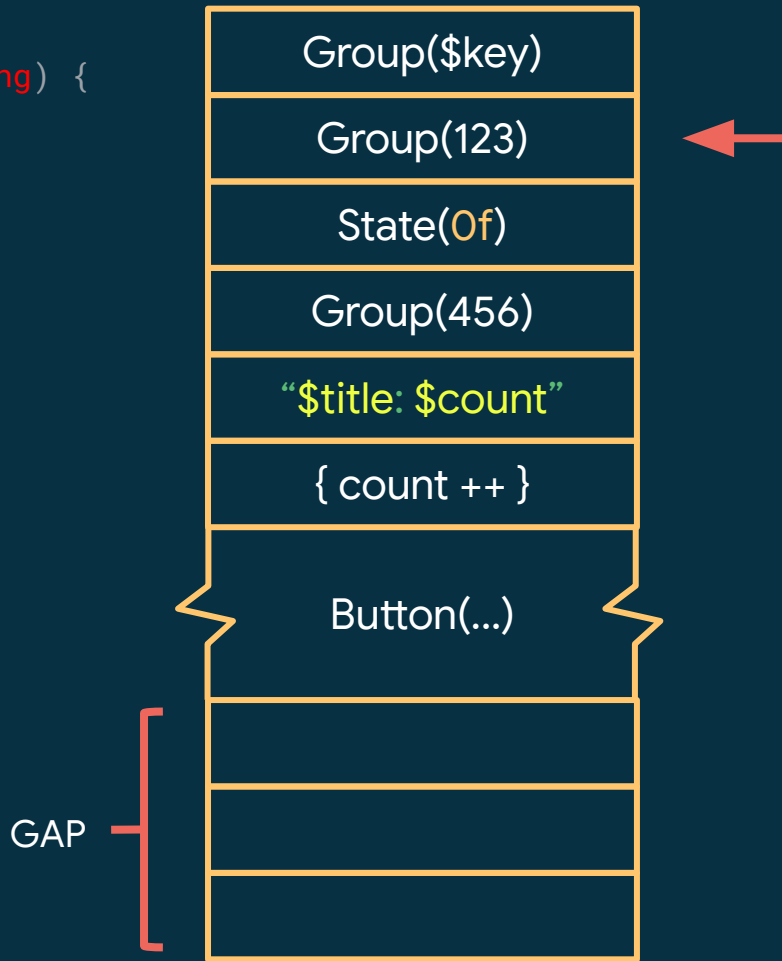 Group($key)
ng) {
Group(123)
State(0f)
Group(456)
“$title: $count”
{ count ++ }
Button(...)
GAP